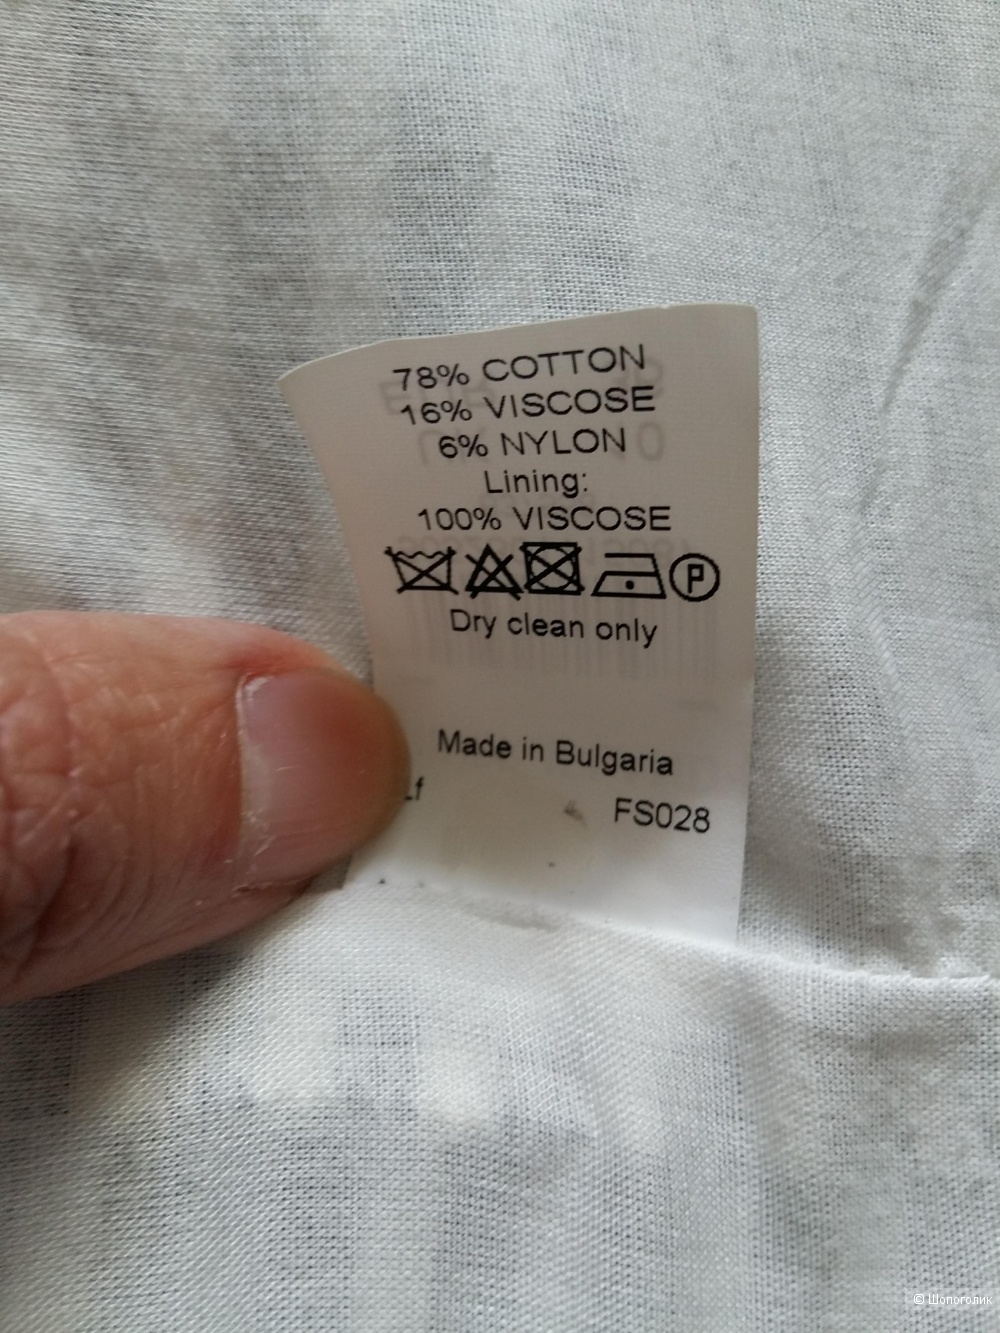 78% COTTON
16% VISCOSE
6% NYLON
Lining:
100% VISCOSE
P
Dry clean only
Made in Bulgaria
FS028
© Шопоголик